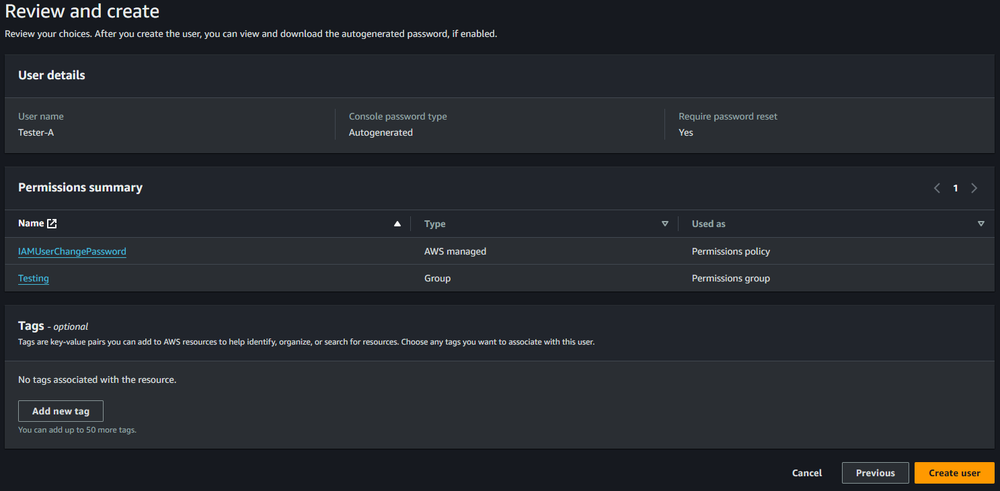 Review and create
Review your choices. After you create the user, you can view and download the autogenerated password, if enabled.
User details
User name
Tester-A
Console password type
Autogenerated
Require password reset
Yes
Permissions summary
1
Name Type Used as
IAMUserChangePassword AWS managed Permissions policy
Testing Group Permissions group
Tags - optional
Tags are key-value pairs you can add to AWS resources to help identify, organize, or search for resources. Choose any tags you want to associate with this user.
No tags associated with the resource.
Add new tag
You can add up to 50 more tags.
Cancel Previous Create user